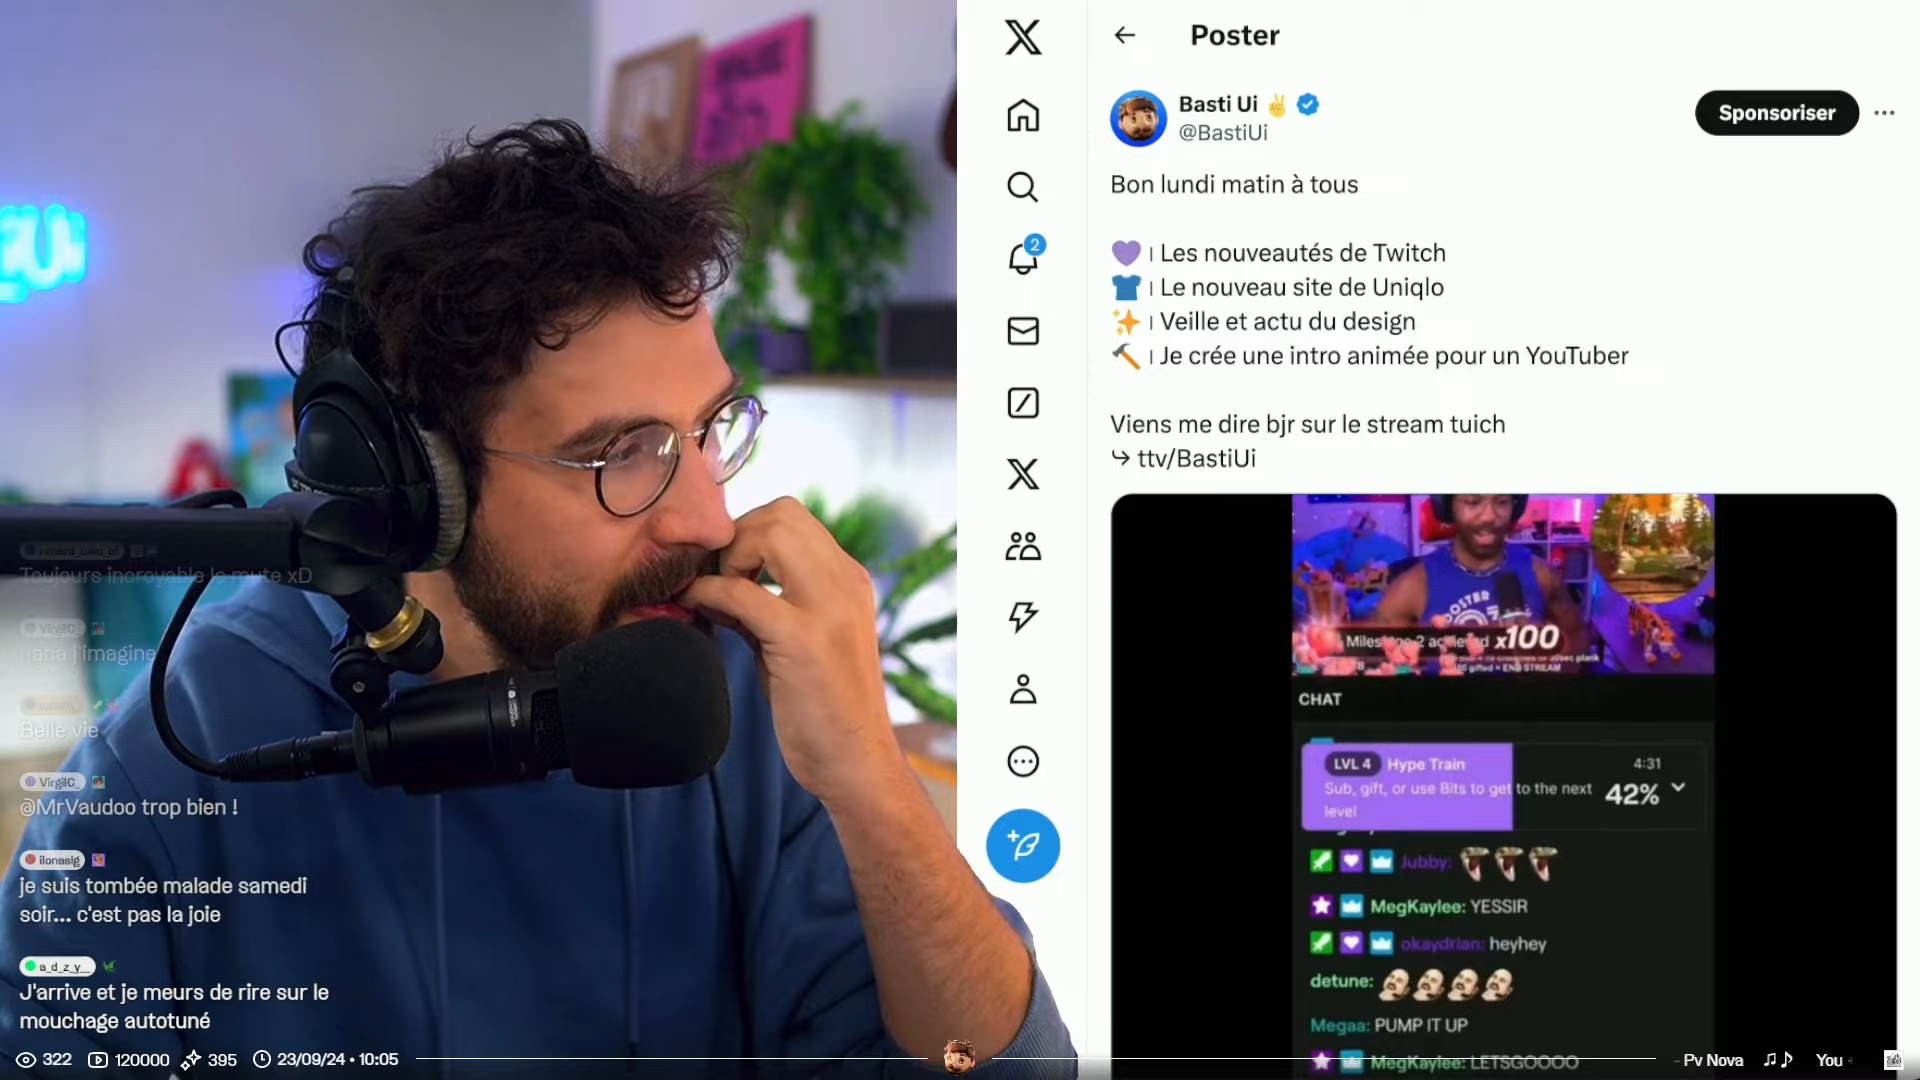 Poster
Basti Ui
@BastiUi
Sponsoriser
2
Bon lundi matin à tous
| Les nouveautés de Twitch
| Le nouveau site de Uniqlo
| Veille et actu du design
| Je crée une intro animée pour un YouTuber
Viens me dire bjr sur le stream tuich
↪ ttv/BastiUi
x100
END STREAM
CHAT
LVL 4 Hype Train 4:31
Sub, gift, or use Bits to get to the next
level
42%
Jubby:
MegKaylee: YESSIR
okaydrian: heyhey
detune:
Megaa: PUMP IT UP
MegKaylee: LETSGOOOO
renard_bleu_bf
Toujours incroyable le mute xD
VirgilC_
j'imagine
Belle vie
VirgilC_
@MrVaudoo trop bien !
ilonaslg
je suis tombée malade samedi
soir... c'est pas la joie
a_d_z_y_
J'arrive et je meurs de rire sur le
mouchage autotuné
322 120000 395 23/09/24 • 10:05
Pv Nova You